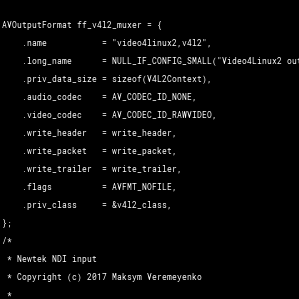 AVOutputFormat ff_v4l2_muxer = {
    .name           = "video4linux2,v4l2",
    .long_name      = NULL_IF_CONFIG_SMALL("Video4Linux2 out
    .priv_data_size = sizeof(V4L2Context),
    .audio_codec    = AV_CODEC_ID_NONE,
    .video_codec    = AV_CODEC_ID_RAWVIDEO,
    .write_header   = write_header,
    .write_packet   = write_packet,
    .write_trailer  = write_trailer,
    .flags          = AVFMT_NOFILE,
    .priv_class     = &v4l2_class,
};
/*
 * Newtek NDI input
 * Copyright (c) 2017 Maksym Veremeyenko
 *